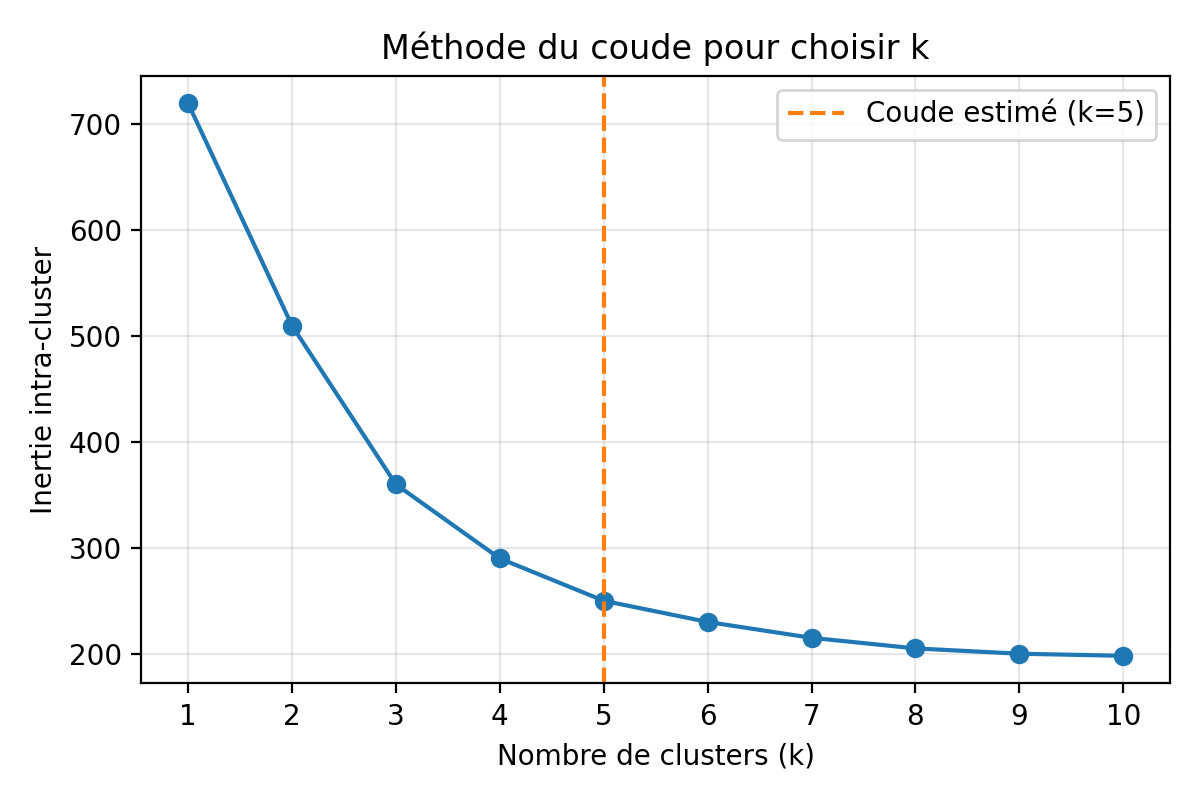 Méthode du coude pour choisir k
Coude estimé (k=5)
Inertie intra-cluster
700
600
500
400
300
200
1 2 3 4 5 6 7 8 9 10
Nombre de clusters (k)